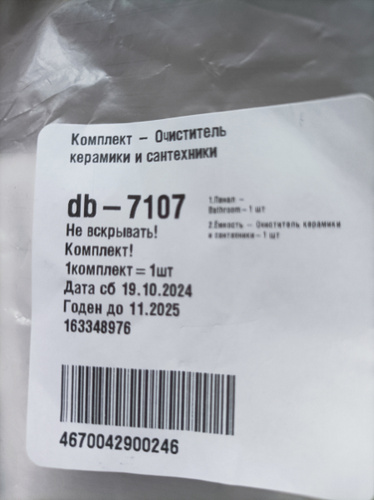 Комплект – Очиститель
керамики и сантехники
db – 7107
Не вскрывать!
Комплект!
1комплект = 1шт
Дата сб 19.10.2024
Годен до 11.2025
163348976
1.Пенал –
Bathroom – 1 шт
2.Емкость – Очиститель керамики
и сантехники – 1 шт
4670042900246